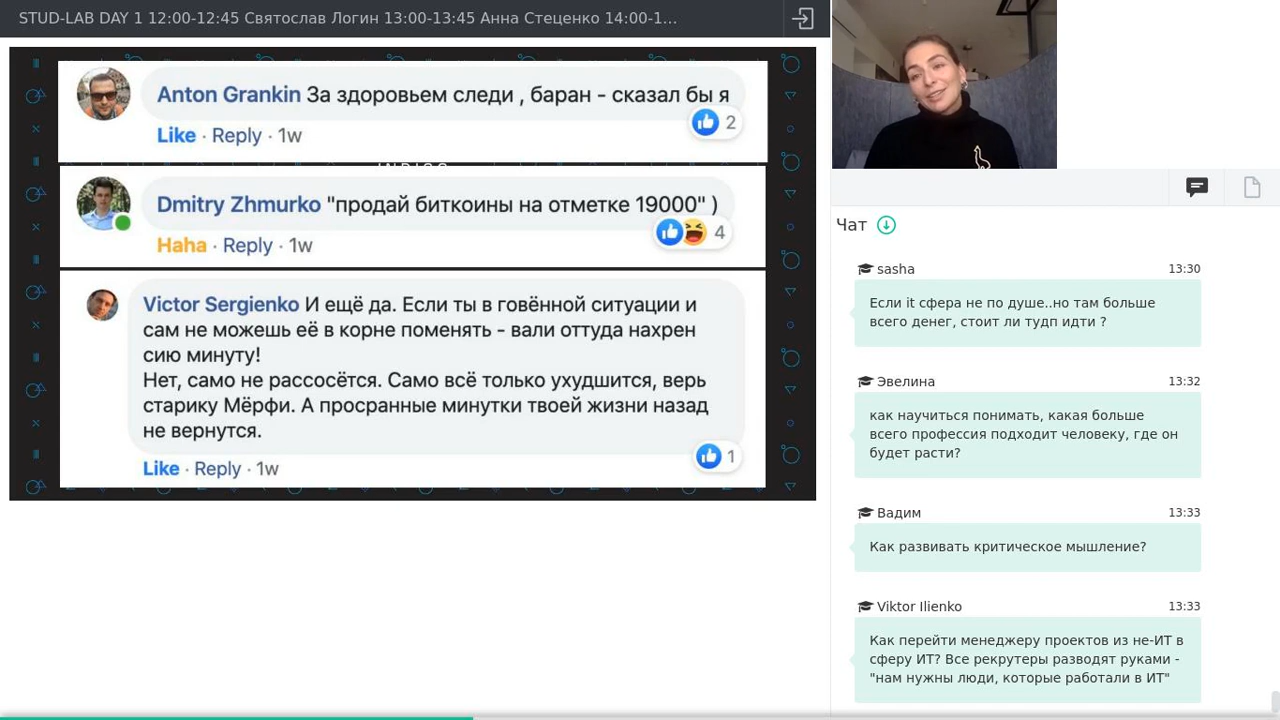 STUD-LAB DAY 1 12:00-12:45 Святослав Логин 13:00-13:45 Анна Стеценко 14:00-1…
Anton Grankin За здоровьем следи , баран - сказал бы я
2
Like · Reply · 1w
Dmitry Zhmurko "продай биткоины на отметке 19000" )
4
Haha · Reply · 1w
Victor Sergienko И ещё да. Если ты в говённой ситуации и
сам не можешь её в корне поменять - вали оттуда нахрен
сию минуту!
Нет, само не рассосётся. Само всё только ухудшится, верь
старику Мёрфи. А просранные минутки твоей жизни назад
не вернутся.
1
Like · Reply · 1w
Чат
sasha 13:30
Если it сфера не по душе..но там больше
всего денег, стоит ли тудп идти ?
Эвелина 13:32
как научиться понимать, какая больше
всего профессия подходит человеку, где он
будет расти?
Вадим 13:33
Как развивать критическое мышление?
Viktor Ilienko 13:33
Как перейти менеджеру проектов из не-ИТ в
сферу ИТ? Все рекрутеры разводят руками -
"нам нужны люди, которые работали в ИТ"